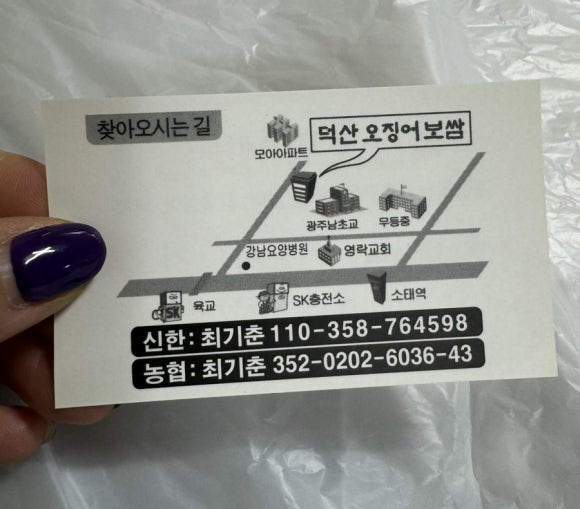 찾아오시는 길
모아아파트
덕산 오징어보쌈
광주남초교
무등중
강남요양병원
영락교회
육교
SK
SK충전소
소태역
신한: 최기춘 110-358-764598
농협: 최기춘 352-0202-6036-43